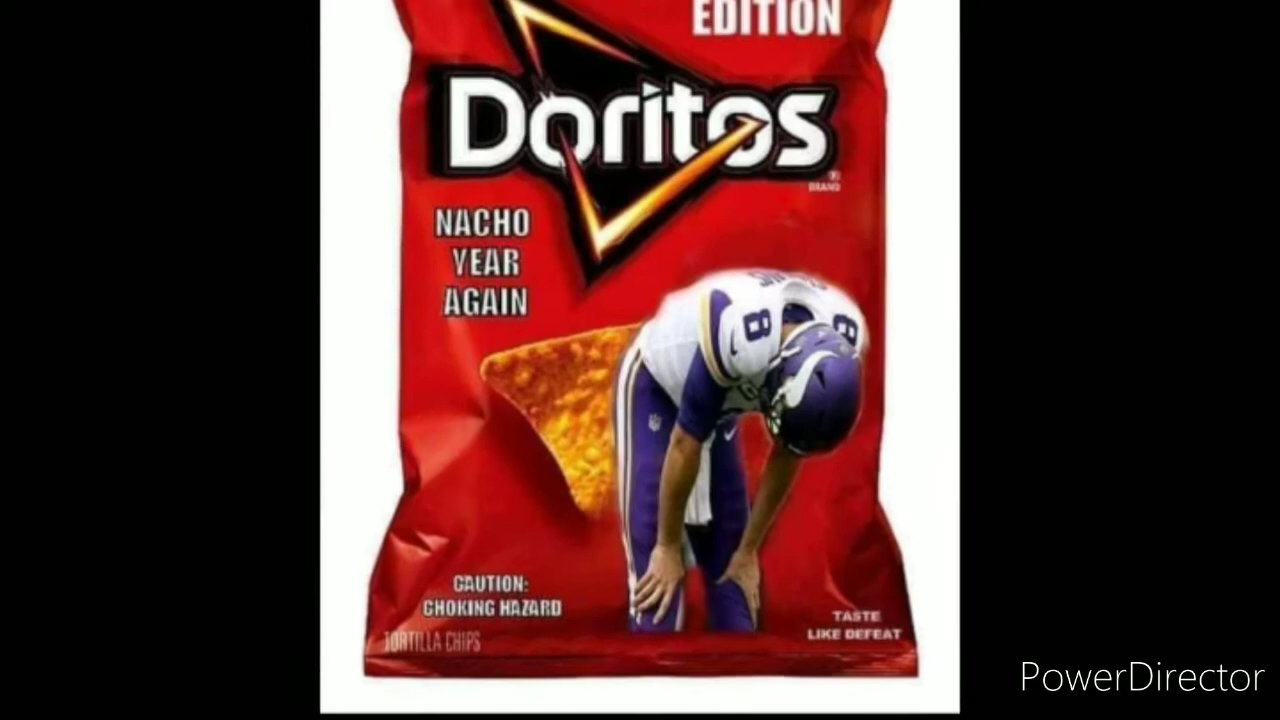 EDITION
Doritos
®
BRAND
NACHO
YEAR
AGAIN
8
8
CAUTION:
CHOKING HAZARD
TORTILLA CHIPS
TASTE
LIKE DEFEAT
PowerDirector